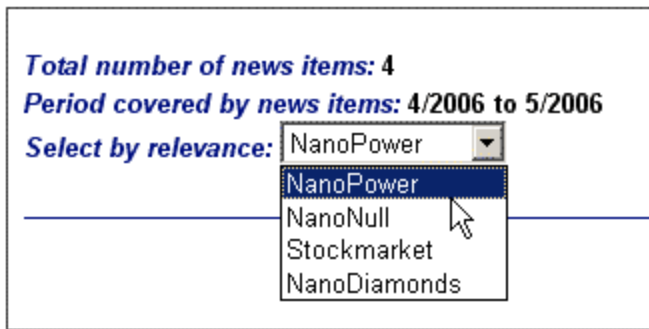 Total number of news items: 4
Period covered by news items: 4/2006 to 5/2006
Select by relevance: NanoPower
NanoPower
NanoNull
Stockmarket
NanoDiamonds